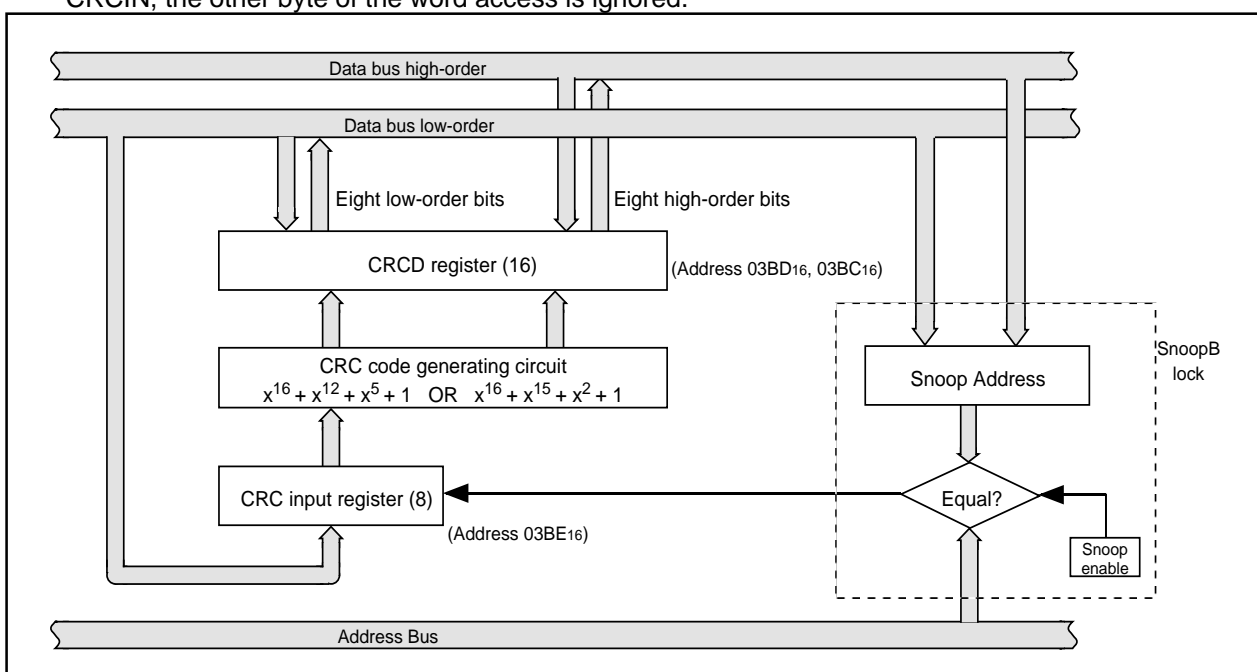 CRCIN, the other byte of the word access is ignored.
Data bus high-order
Data bus low-order
Eight low-order bits
Eight high-order bits
CRCD register (16)
(Address 03BD16, 03BC16)
CRC code generating circuit
x16 + x12 + x5 + 1 OR x16 + x15 + x2 + 1
SnoopB
lock
Snoop Address
CRC input register (8)
Equal?
(Address 03BE16)
Snoop
enable
Address Bus